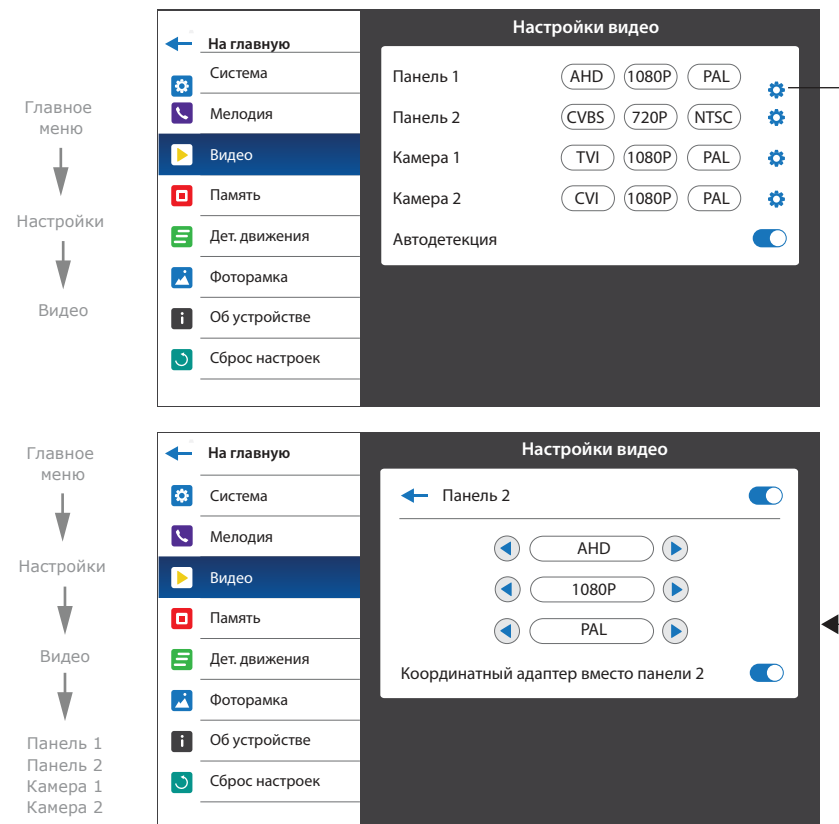 Главное
меню
Настройки
Видео
На главную
Система
Мелодия
Видео
Память
Дет. движения
Фоторамка
Об устройстве
Сброс настроек
Настройки видео
Панель 1 AHD 1080P PAL
Панель 2 CVBS 720P NTSC
Камера 1 TVI 1080P PAL
Камера 2 CVI 1080P PAL
Автодетекция
Главное
меню
Настройки
Видео
Панель 1
Панель 2
Камера 1
Камера 2
На главную
Система
Мелодия
Видео
Память
Дет. движения
Фоторамка
Об устройстве
Сброс настроек
Настройки видео
Панель 2
AHD
1080P
PAL
Координатный адаптер вместо панели 2